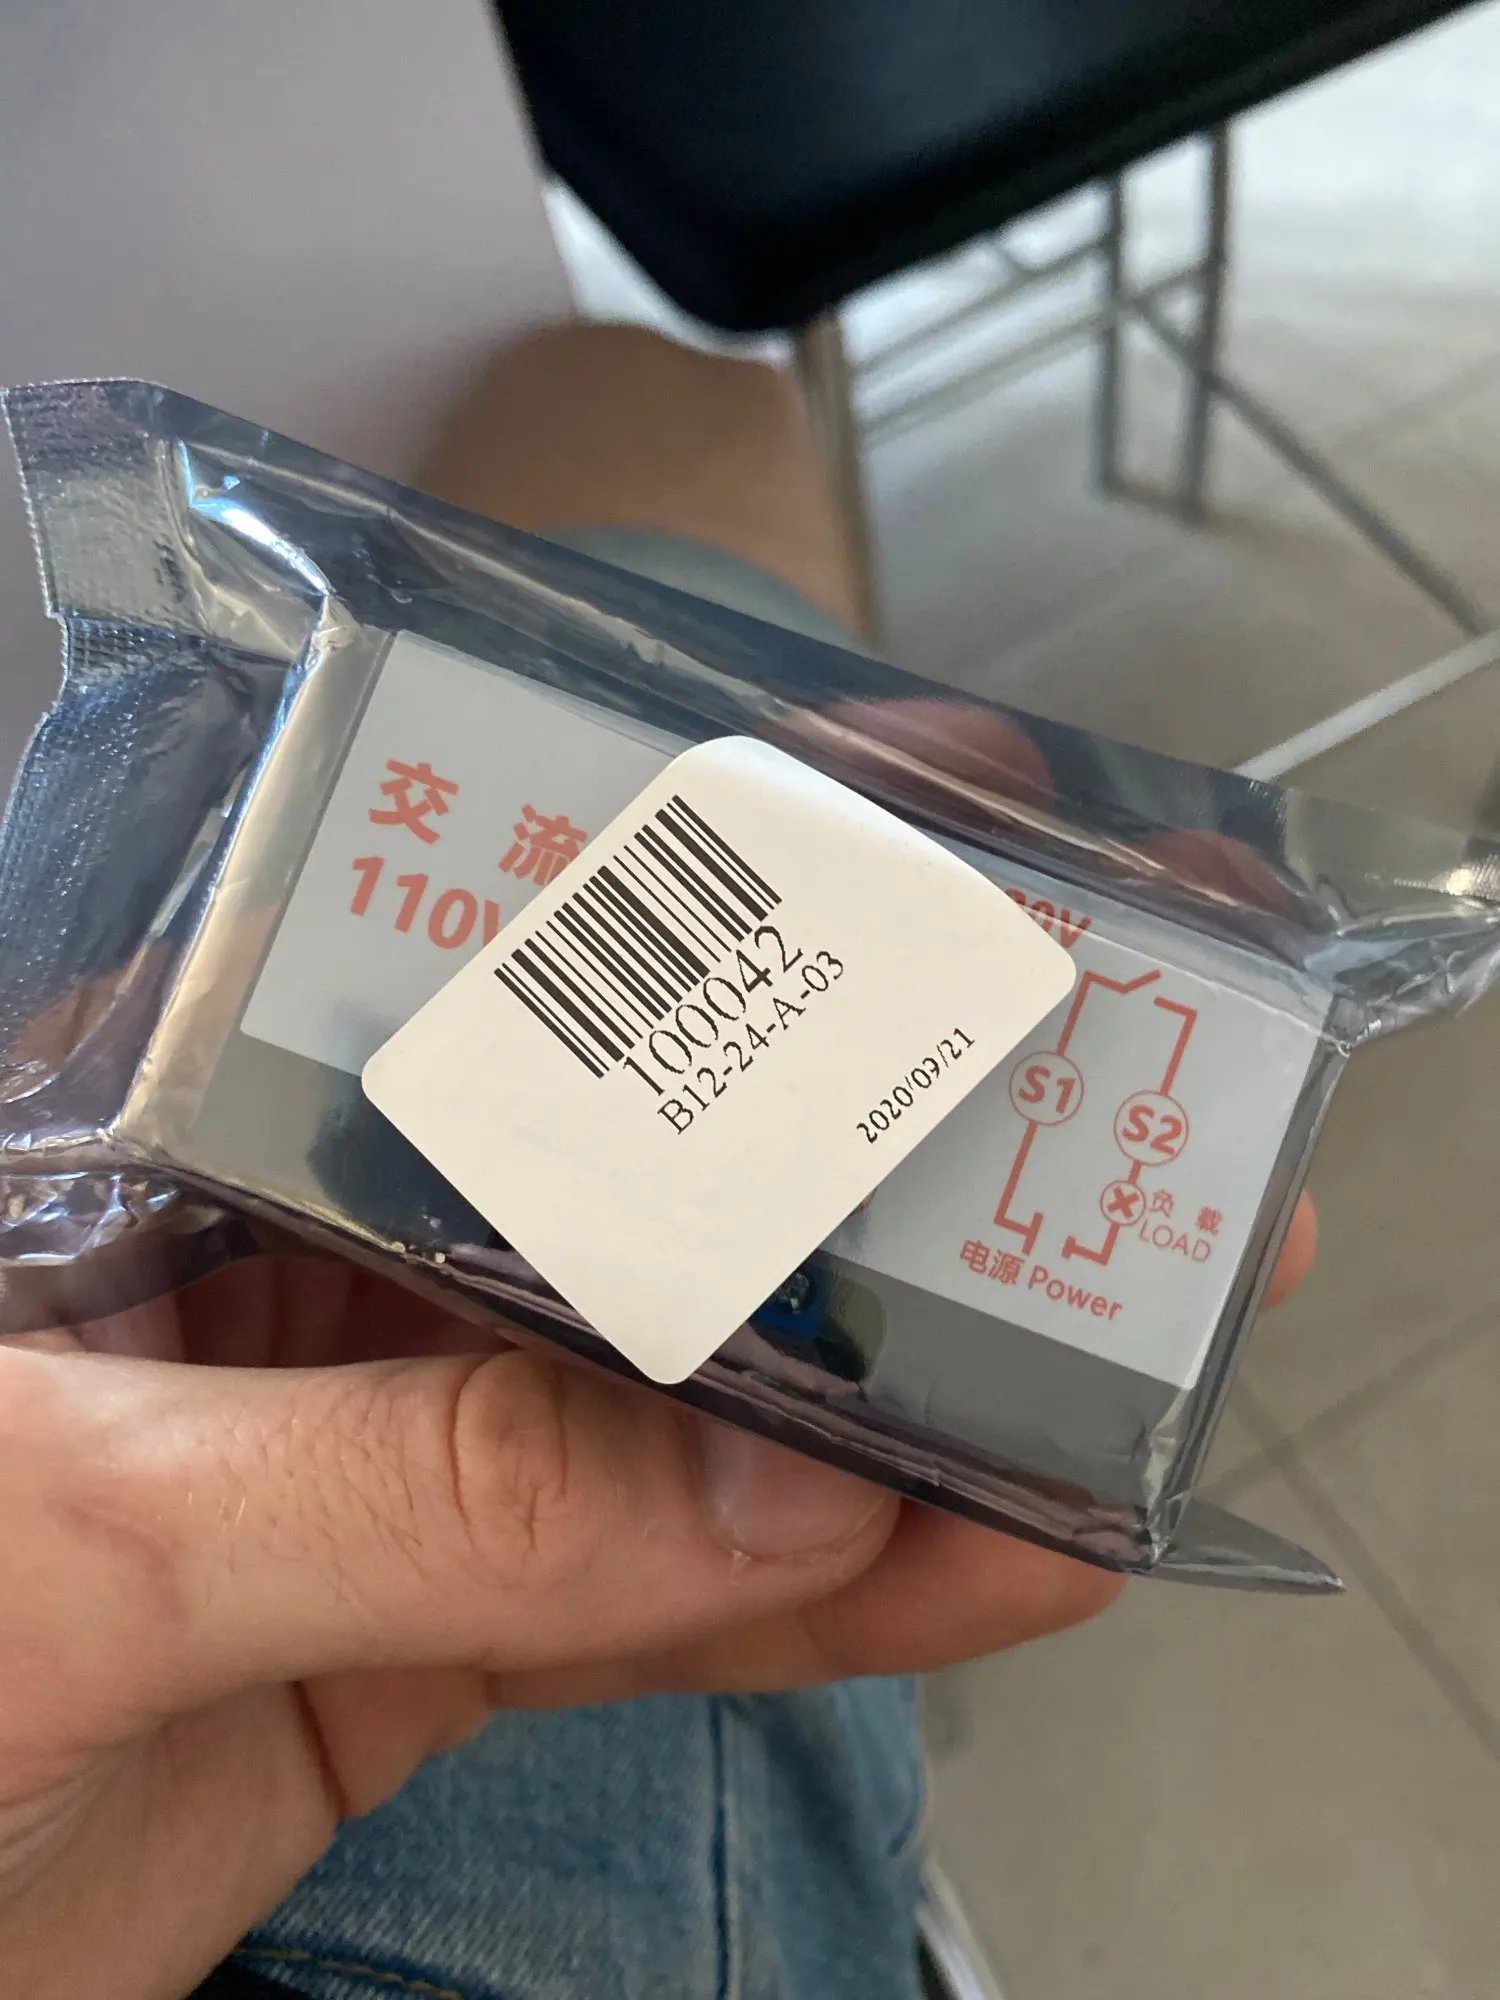 交 流
110V
100042
B12-24-A-03
2020/09/21
S1
S2
负 载
LOAD
电源 Power